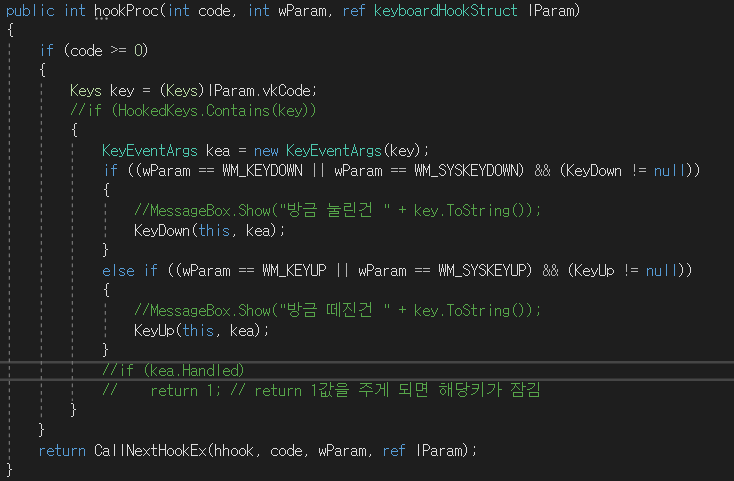 public int hookProc(int code, int wParam, ref keyboardHookStruct lParam)
{
    if (code >= 0)
    {
        Keys key = (Keys)lParam.vkCode;
        //if (HookedKeys.Contains(key))
        {
            KeyEventArgs kea = new KeyEventArgs(key);
            if ((wParam == WM_KEYDOWN || wParam == WM_SYSKEYDOWN) && (KeyDown != null))
            {
                //MessageBox.Show("방금 눌린건 " + key.ToString());
                KeyDown(this, kea);
            }
            else if ((wParam == WM_KEYUP || wParam == WM_SYSKEYUP) && (KeyUp != null))
            {
                //MessageBox.Show("방금 떼진건 " + key.ToString());
                KeyUp(this, kea);
            }
            //if (kea.Handled)
            //    return 1; // return 1값을 주게 되면 해당키가 잠김
        }
    }
    return CallNextHookEx(hhook, code, wParam, ref lParam);
}